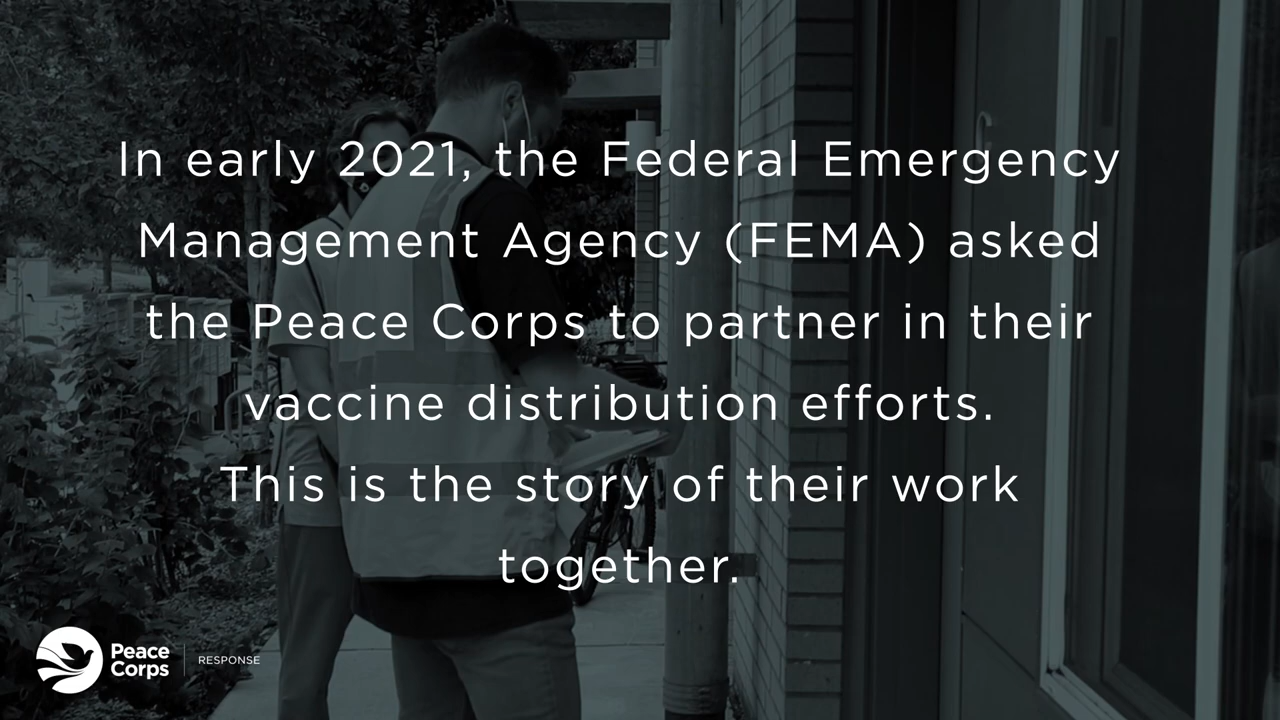 In early 2021, the Federal Emergency
Management Agency (FEMA) asked
the Peace Corps to partner in their
vaccine distribution efforts.
This is the story of their work
together.
Peace
Corps
RESPONSE